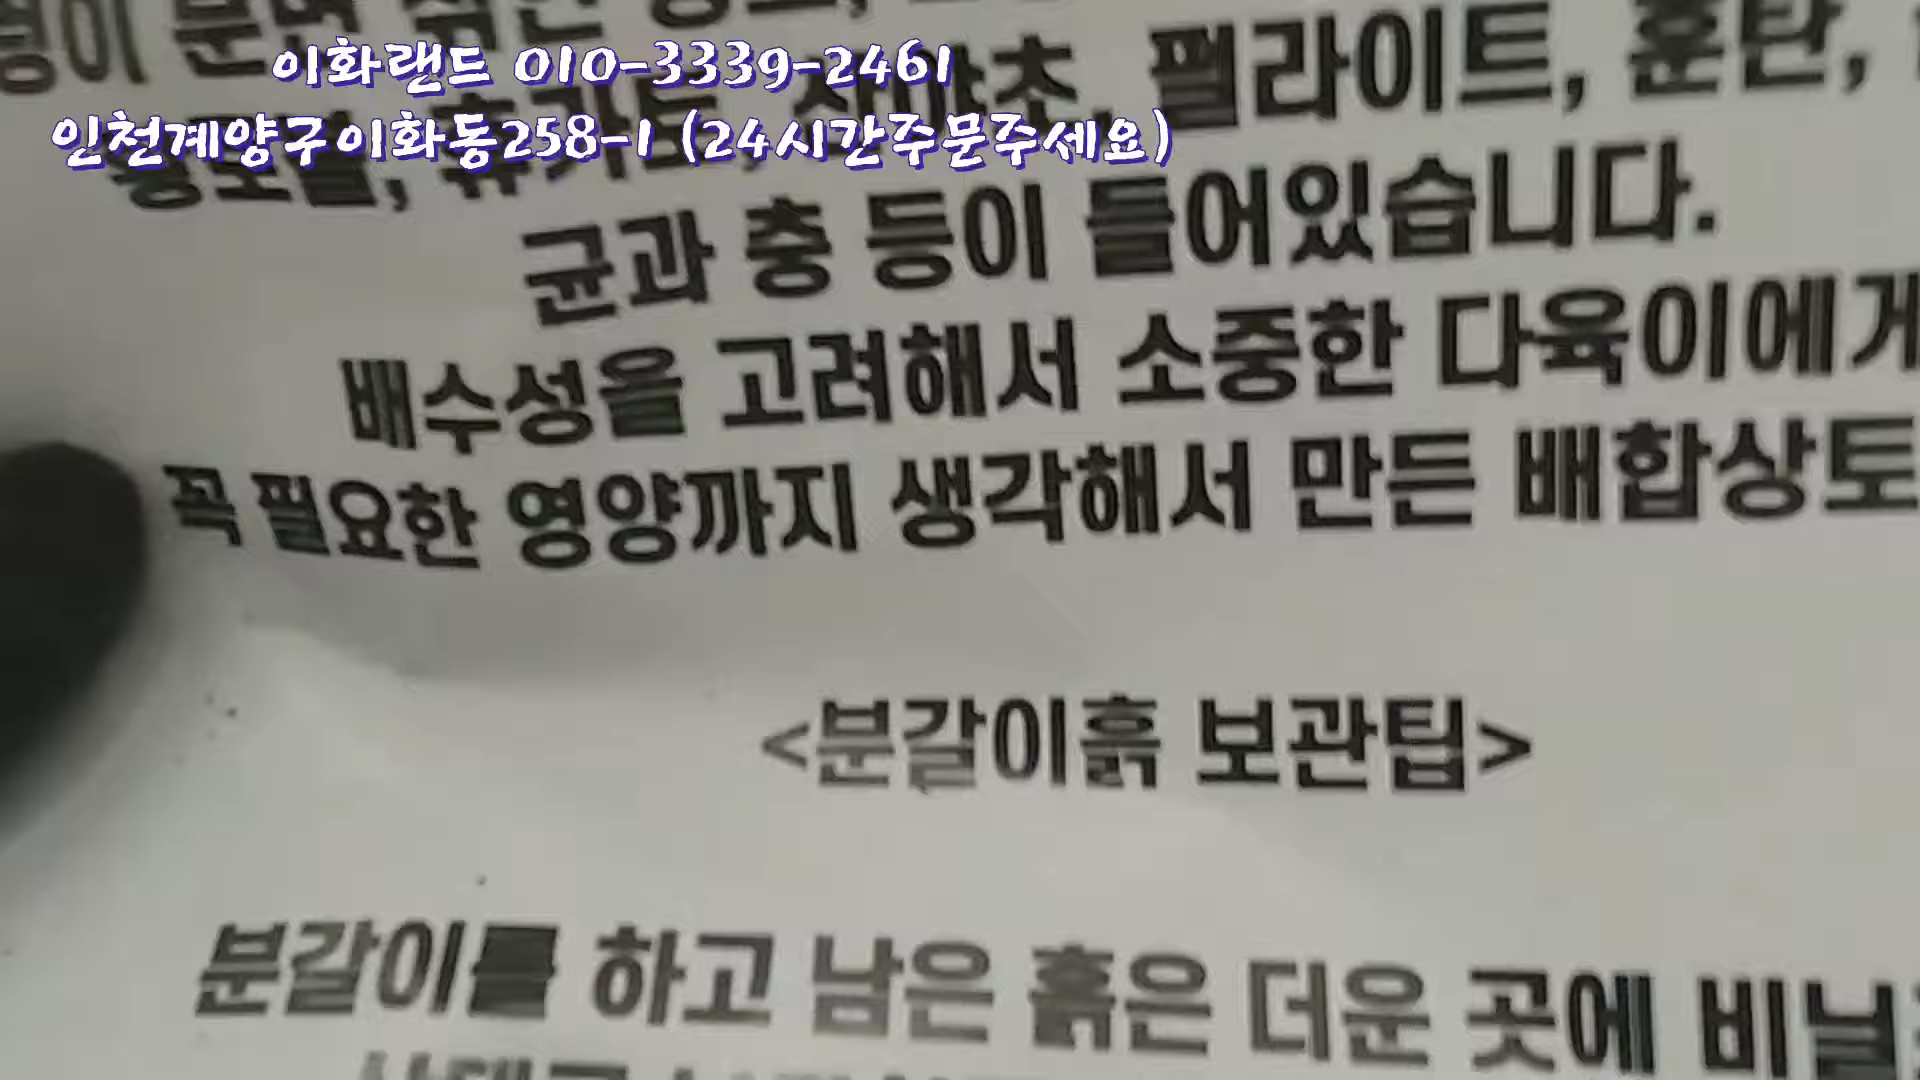 이화랜드 010-3339-2461
인천계양구이화동258-1 (24시간주문주세요)
필라이트, 훈탄,
균과 충 등이 들어있습니다.
배수성을 고려해서 소중한 다육이에게
꼭 필요한 영양까지 생각해서 만든 배합상토
<분갈이흙 보관팁>
분갈이를 하고 남은 흙은 더운 곳에 비닐